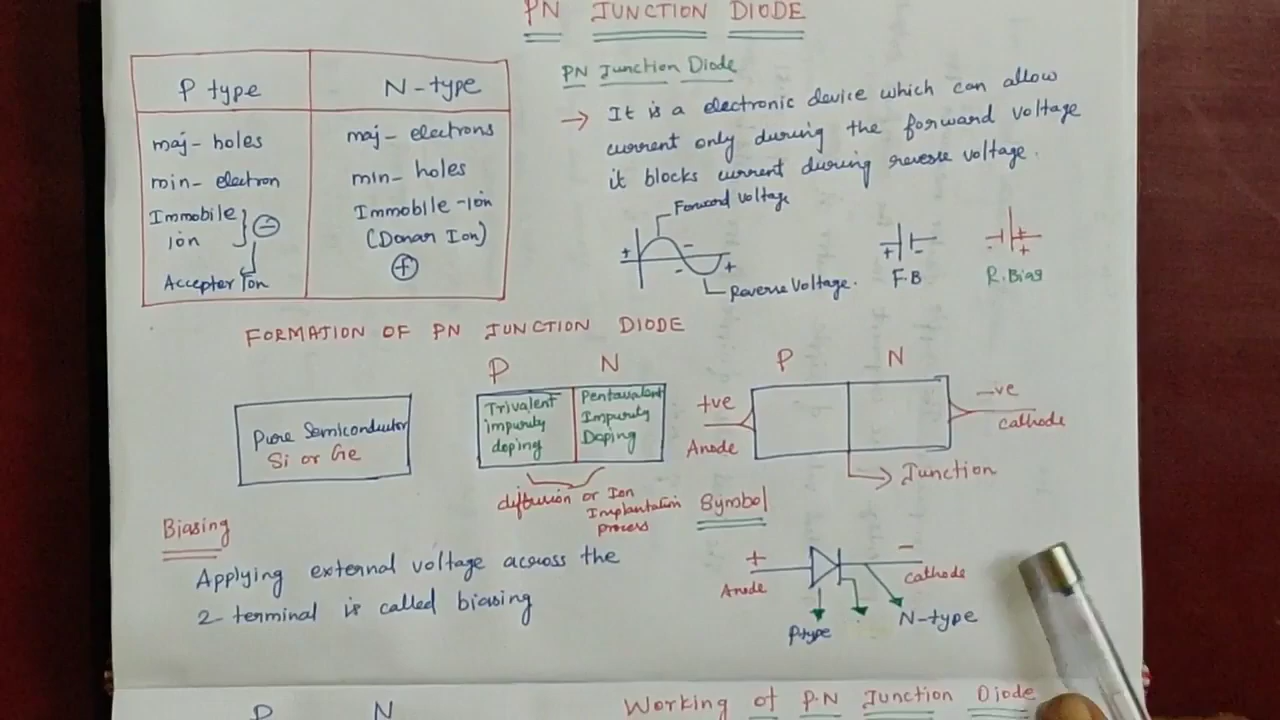 PN JUNCTION DIODE
P type
N-type
maj- holes
maj- electrons
min- electron
min- holes
Immobile
ion
-
Immobile-ion
(Donar Ion)
+
Accepter Ion
PN Junction Diode
→ It is a electronic device which can allow
current only during the forward voltage
it blocks current during reverse voltage.
Forward Voltage
+ - - +
Reverse Voltage.
+ -
F.B
- + +
R.Bias
FORMATION OF PN JUNCTION DIODE
Pure Semiconductor
Si or Ge
P N
Trivalent
impurity
doping
Pentavalent
Impurity
Doping
diffusion or Ion
Implantation
process
P N
+ve
Anode
-ve
Cathode
Junction
Biasing
Applying external voltage across the
2-terminal is called biasing
Symbol
+ -
Anode
Cathode
P-type
N-type
P N
Working of P.N Junction Diode